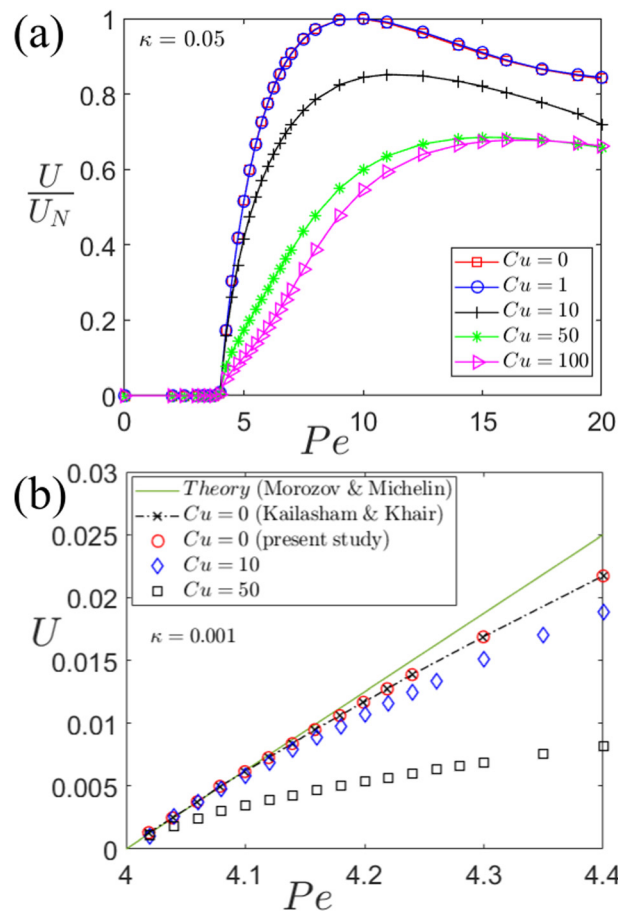 (a)
κ = 0.05
1
0.8
0.6
0.4
0.2
0
U
U_N
0 5 10 15 20
Pe
Cu = 0
Cu = 1
Cu = 10
Cu = 50
Cu = 100
(b)
0.03
0.025
0.02
0.015
0.01
0.005
0
U
Theory (Morozov & Michelin)
Cu = 0 (Kailasham & Khair)
Cu = 0 (present study)
Cu = 10
Cu = 50
κ = 0.001
4 4.1 4.2 4.3 4.4
Pe